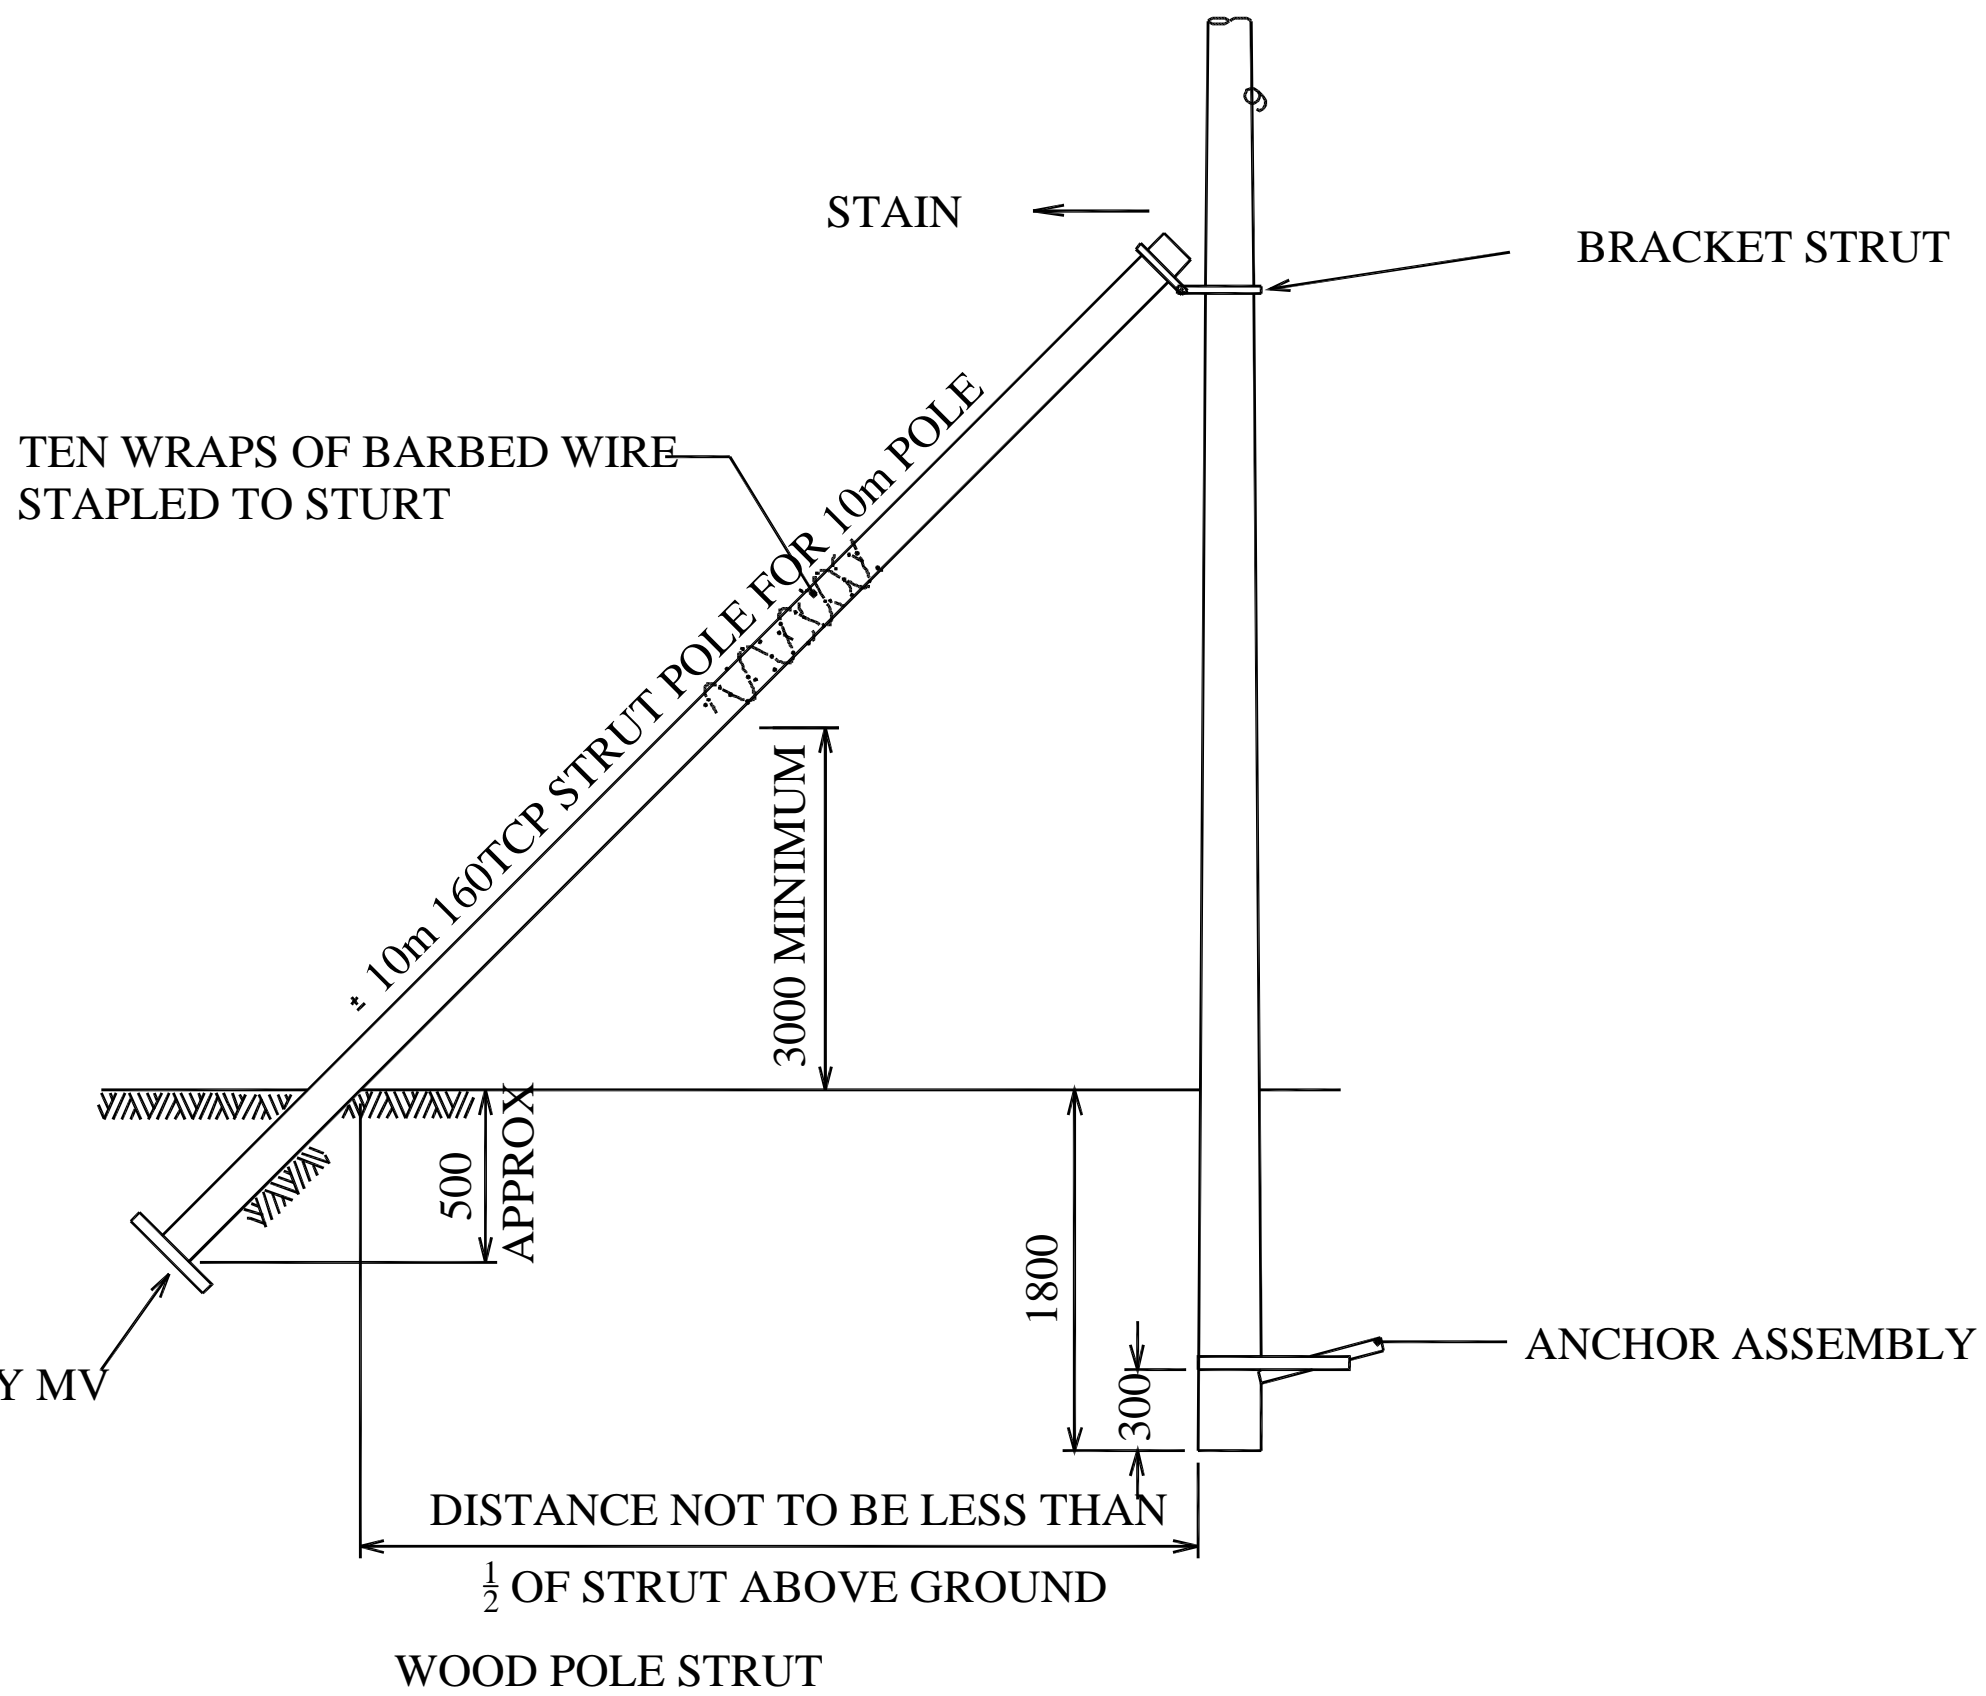 STAIN
BRACKET STRUT
TEN WRAPS OF BARBED WIRE
STAPLED TO STURT
± 10m 160TCP STRUT POLE FOR 10m POLE
3000 MINIMUM
500
APPROX
1800
300
ANCHOR ASSEMBLY
Y MV
DISTANCE NOT TO BE LESS THAN
½ OF STRUT ABOVE GROUND
WOOD POLE STRUT